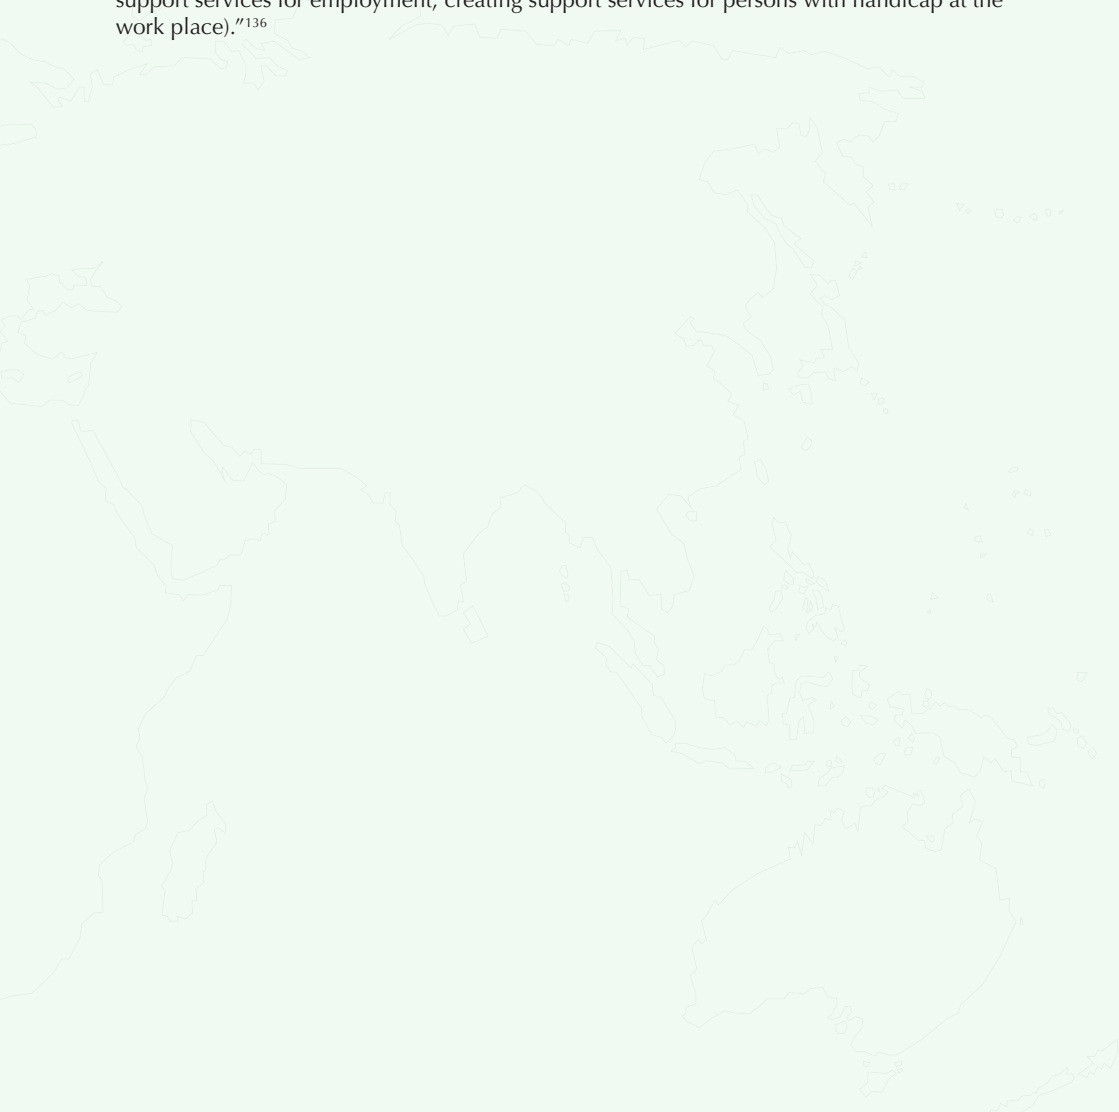 support services for employment; creating support services for persons with handicap at the
work place).”136